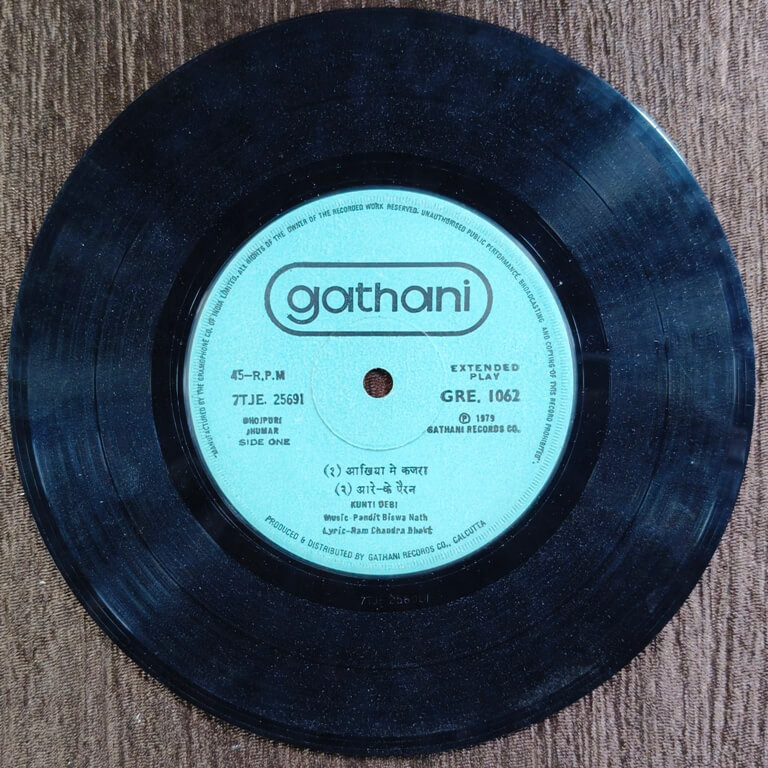 "MANUFACTURED BY THE GRAMOPHONE CO. OF INDIA LIMITED. ALL RIGHTS OF THE OWNER OF THE RECORDED WORK RESERVED. UNAUTHORISED PUBLIC PERFORMANCE, BROADCASTING AND COPYING OF THIS RECORD PROHIBITED"
gathani
45-R.P.M
EXTENDED
PLAY
7TJE. 25691
GRE. 1062
BHOJPURI
JHUMAR
SIDE ONE
Ⓟ 1979
GATHANI RECORDS CO.
(१) आखिया मे कजरा
(२) आरे-के ऐरन
KUNTI DEBI
Music-Pandit Biswa Nath
Lyric-Ram Chandra Bhakt
PRODUCED & DISTRIBUTED BY GATHANI RECORDS CO., CALCUTTA